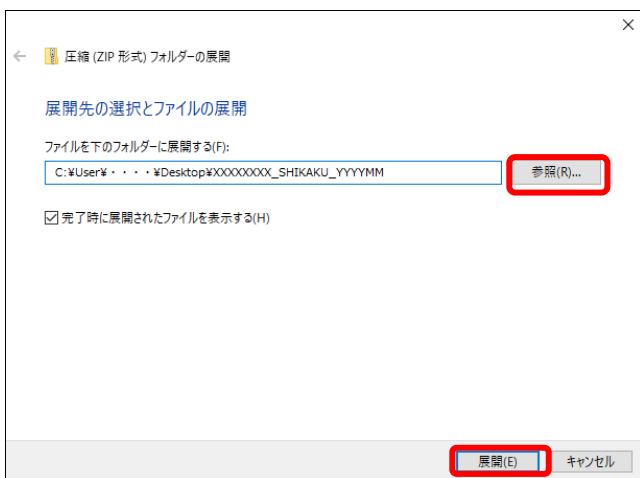 圧縮 (ZIP 形式) フォルダーの展開
展開先の選択とファイルの展開
ファイルを下のフォルダーに展開する(F):
C:¥User¥・・・・¥Desktop¥XXXXXXXX_SHIKAKU_YYYYMM
参照(R)...
完了時に展開されたファイルを表示する(H)
展開(E)
キャンセル